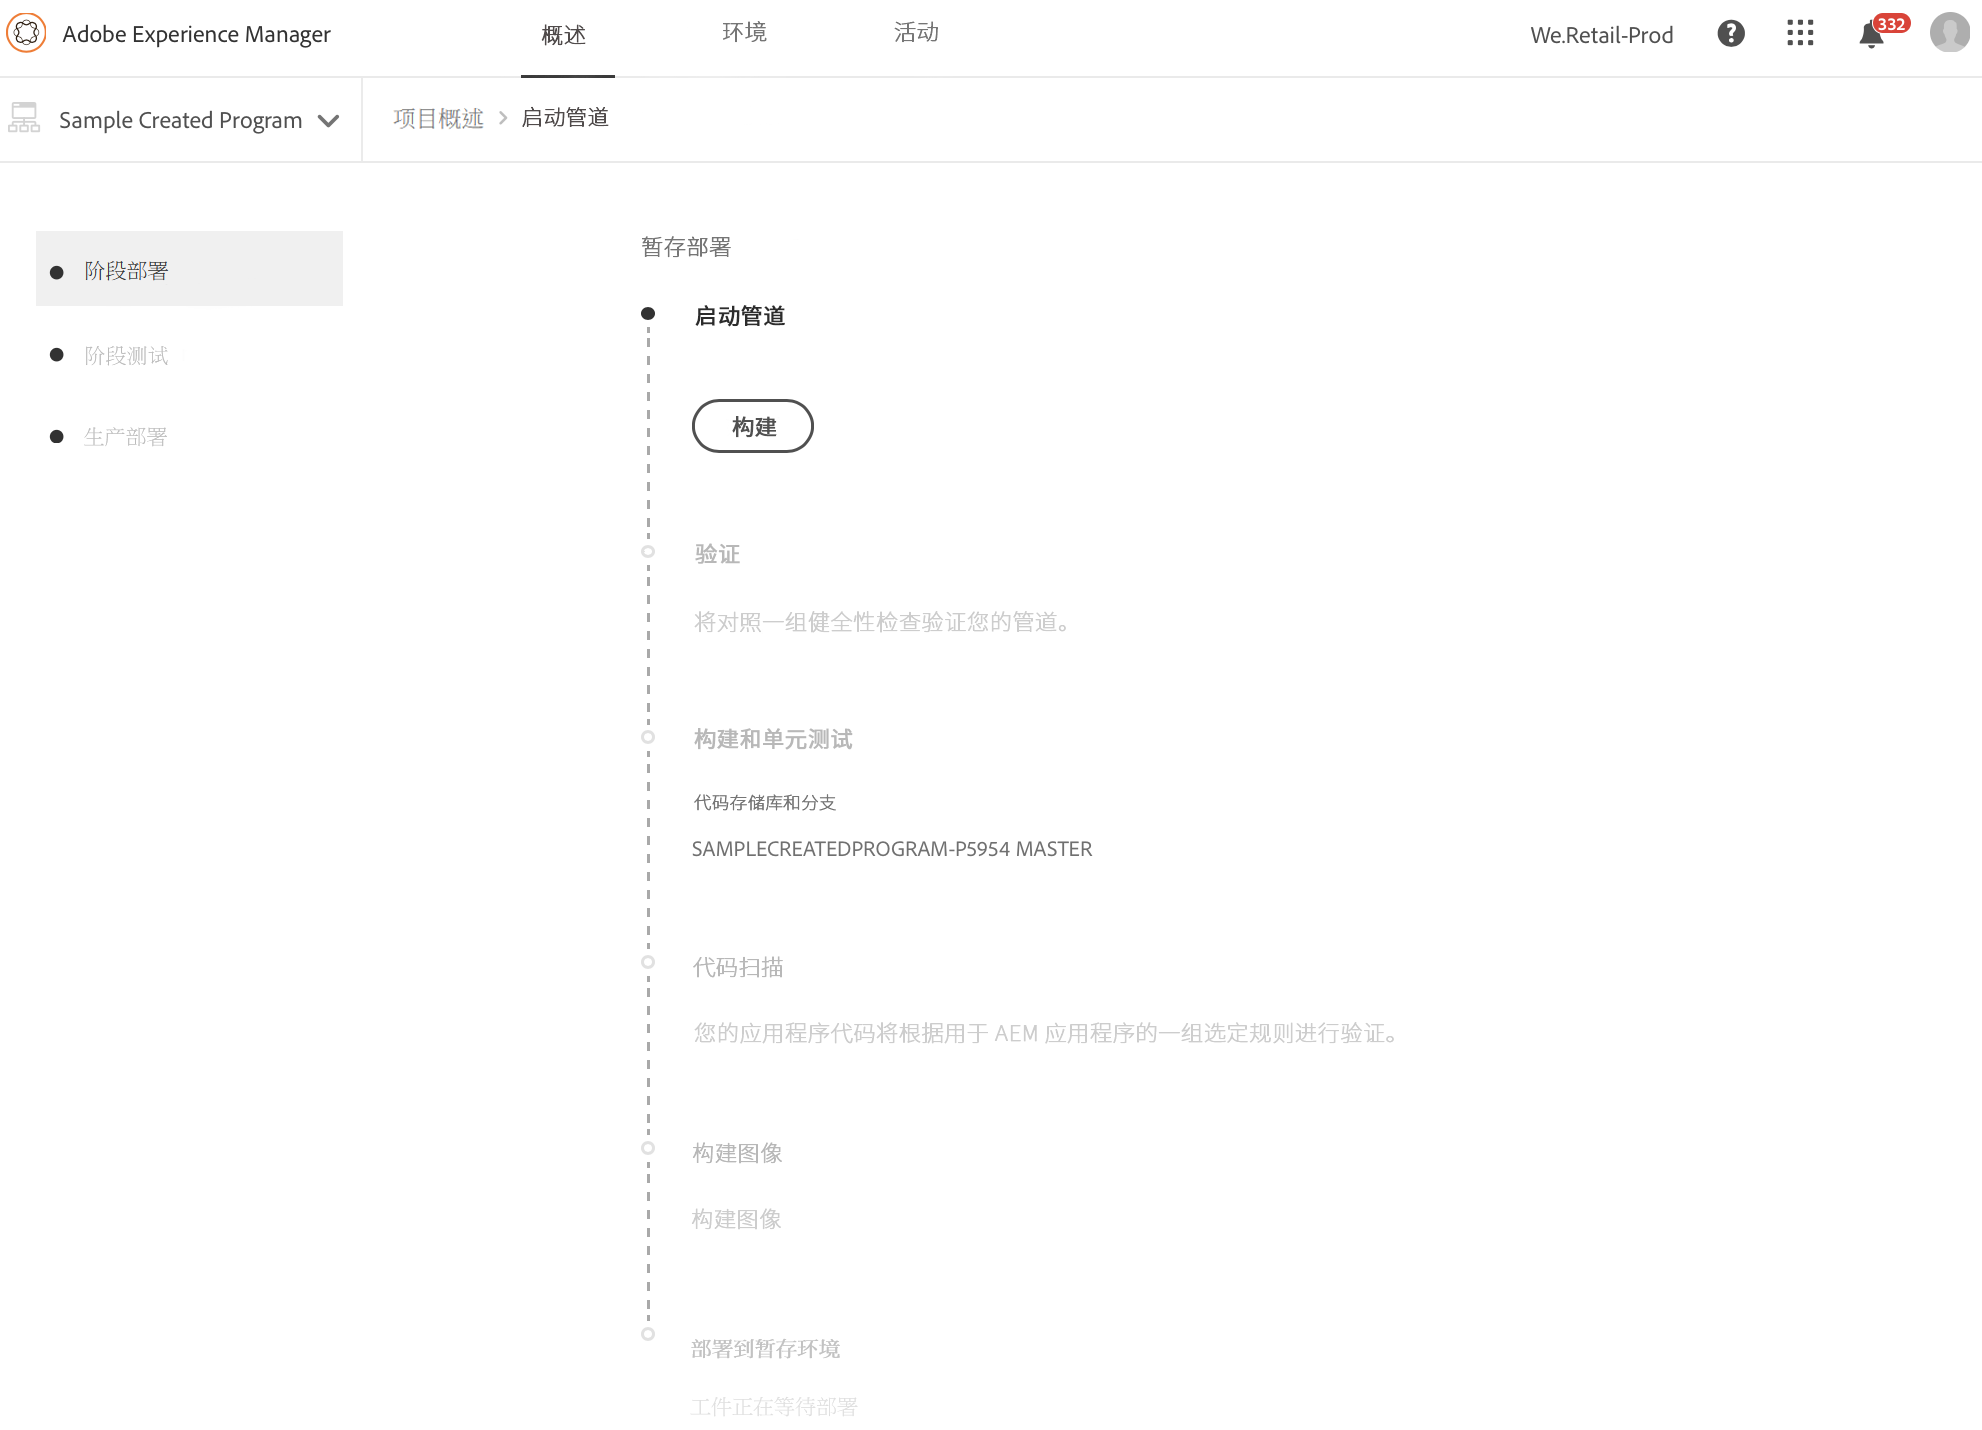 Adobe Experience Manager 概述 环境 活动 We.Retail-Prod 332
Sample Created Program 项目概述 启动管道
阶段部署
阶段测试
生产部署
暂存部署
启动管道
构建
验证
将对照一组健全性检查验证您的管道。
构建和单元测试
代码存储库和分支
SAMPLECREATEDPROGRAM-P5954 MASTER
代码扫描
您的应用程序代码将根据用于 AEM 应用程序的一组选定规则进行验证。
构建图像
构建图像
部署到暂存环境
工件正在等待部署